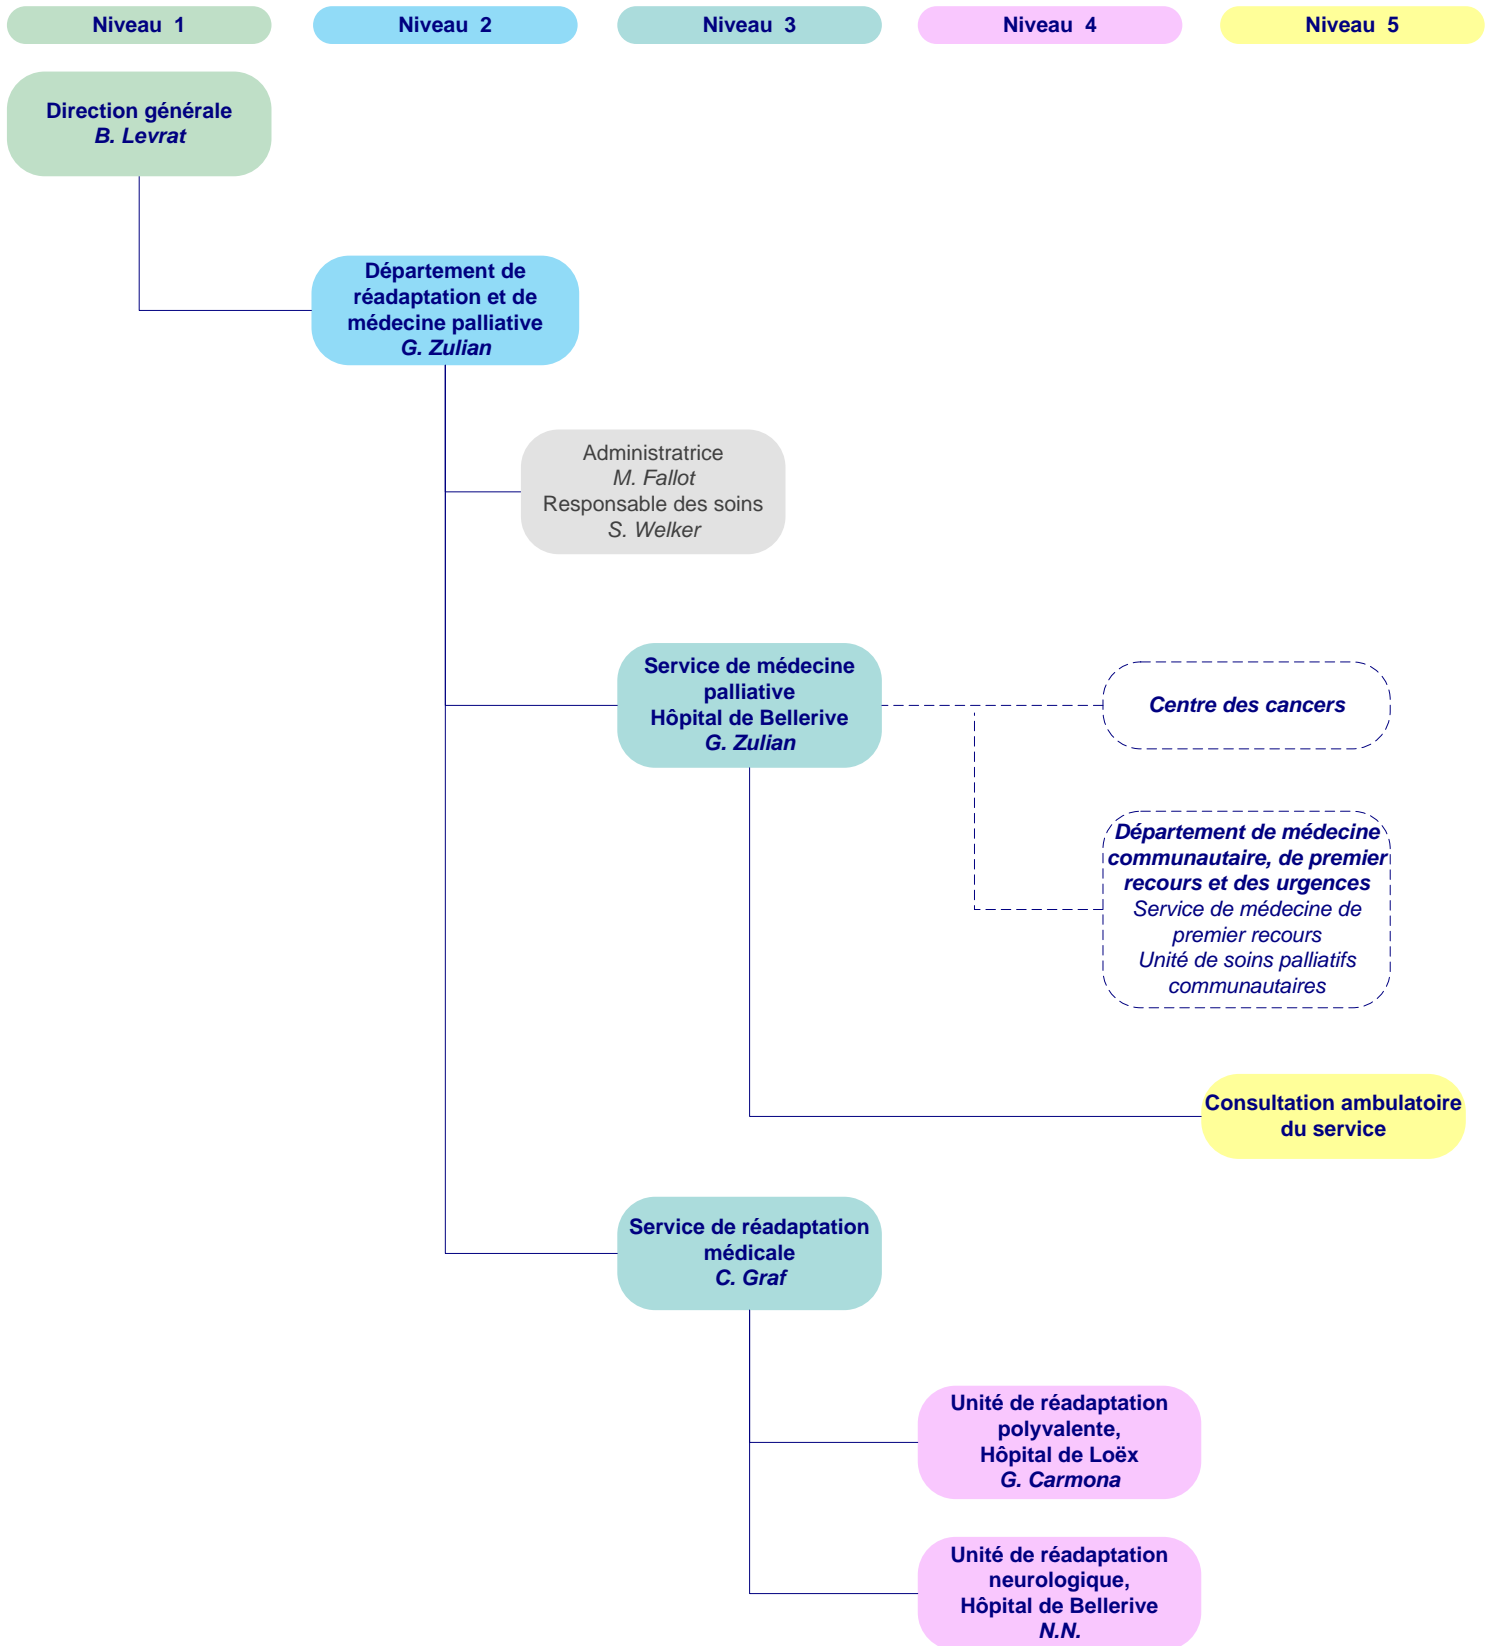 Niveau 1
Niveau 2
Niveau 3
Niveau 4
Niveau 5
Direction générale
B. Levrat
Département de
réadaptation et de
médecine palliative
G. Zulian
Administratrice
M. Fallot
Responsable des soins
S. Welker
Service de médecine
palliative
Hôpital de Bellerive
G. Zulian
Centre des cancers
Département de médecine
communautaire, de premier
recours et des urgences
Service de médecine de
premier recours
Unité de soins palliatifs
communautaires
Consultation ambulatoire
du service
Service de réadaptation
médicale
C. Graf
Unité de réadaptation
polyvalente,
Hôpital de Loëx
G. Carmona
Unité de réadaptation
neurologique,
Hôpital de Bellerive
N.N.